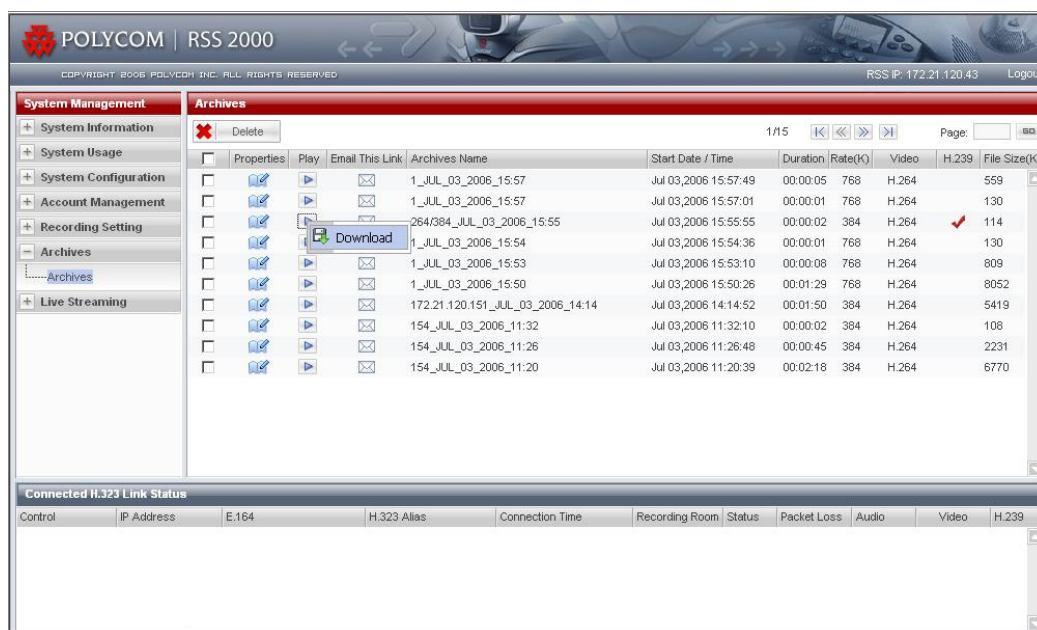 POLYCOM | RSS 2000
COPYRIGHT 2006 POLYCOM INC. ALL RIGHTS RESERVED
RSS IP: 172.21.120.43 Logou
System Management
+ System Information
+ System Usage
+ System Configuration
+ Account Management
+ Recording Setting
− Archives
Archives
+ Live Streaming
Archives
Delete 1/15 Page: GO
Properties Play Email This Link Archives Name Start Date / Time Duration Rate(K) Video H.239 File Size(K
1_JUL_03_2006_15:57 Jul 03,2006 15:57:49 00:00:05 768 H.264 559
1_JUL_03_2006_15:57 Jul 03,2006 15:57:01 00:00:01 768 H.264 130
264/384_JUL_03_2006_15:55 Jul 03,2006 15:55:55 00:00:02 384 H.264 114
Download
1_JUL_03_2006_15:54 Jul 03,2006 15:54:36 00:00:01 768 H.264 130
1_JUL_03_2006_15:53 Jul 03,2006 15:53:10 00:00:08 768 H.264 809
1_JUL_03_2006_15:50 Jul 03,2006 15:50:26 00:01:29 768 H.264 8052
172.21.120.151_JUL_03_2006_14:14 Jul 03,2006 14:14:52 00:01:50 384 H.264 5419
154_JUL_03_2006_11:32 Jul 03,2006 11:32:10 00:00:02 384 H.264 108
154_JUL_03_2006_11:26 Jul 03,2006 11:26:48 00:00:45 384 H.264 2231
154_JUL_03_2006_11:20 Jul 03,2006 11:20:39 00:02:18 384 H.264 6770
Connected H.323 Link Status
Control IP Address E.164 H.323 Alias Connection Time Recording Room Status Packet Loss Audio Video H.239